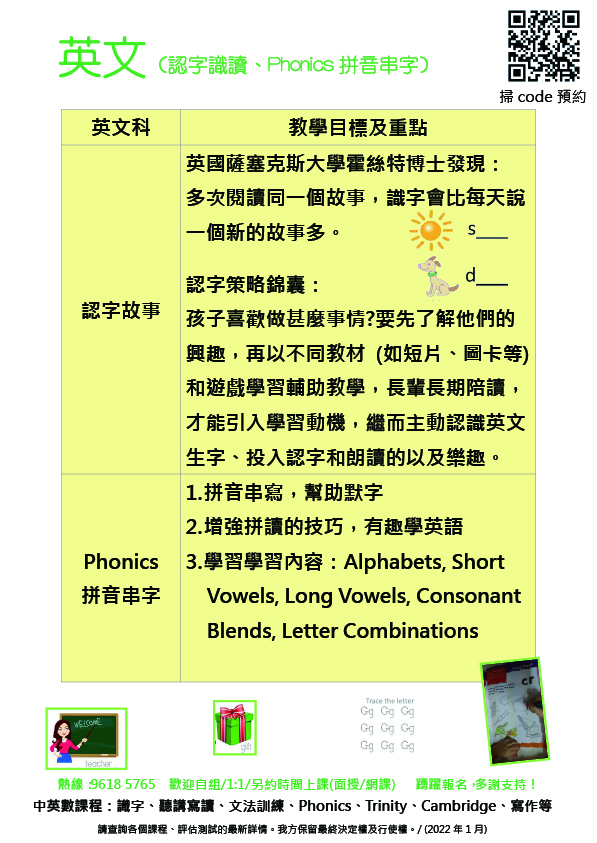 英文 (認字識讀、Phonics 拼音串字)
掃 code 預約
英文科
教學目標及重點
認字故事
英國薩塞克斯大學霍絲特博士發現：
多次閱讀同一個故事，識字會比每天說
一個新的故事多。
s___
d___
認字策略錦囊：
孩子喜歡做甚麼事情?要先了解他們的
興趣，再以不同教材 (如短片、圖卡等)
和遊戲學習輔助教學，長輩長期陪讀，
才能引入學習動機，繼而主動認識英文
生字、投入認字和朗讀的以及樂趣。
Phonics
拼音串字
1.拼音串寫，幫助默字
2.增強拼讀的技巧，有趣學英語
3.學習學習內容：Alphabets, Short
Vowels, Long Vowels, Consonant
Blends, Letter Combinations
WELCOME
teacher
gift
Trace the letter
Gg Gg Gg
Gg Gg Gg
Gg Gg Gg
cr
熱線:9618 5765 歡迎自組/1:1/另約時間上課(面授/網課) 踴躍報名，多謝支持！
中英數課程：識字、聽講寫讀、文法訓練、Phonics、Trinity、Cambridge、寫作等
請查詢各個課程、評估測試的最新詳情。我方保留最終決定權及行使權。/ (2022 年 1 月)